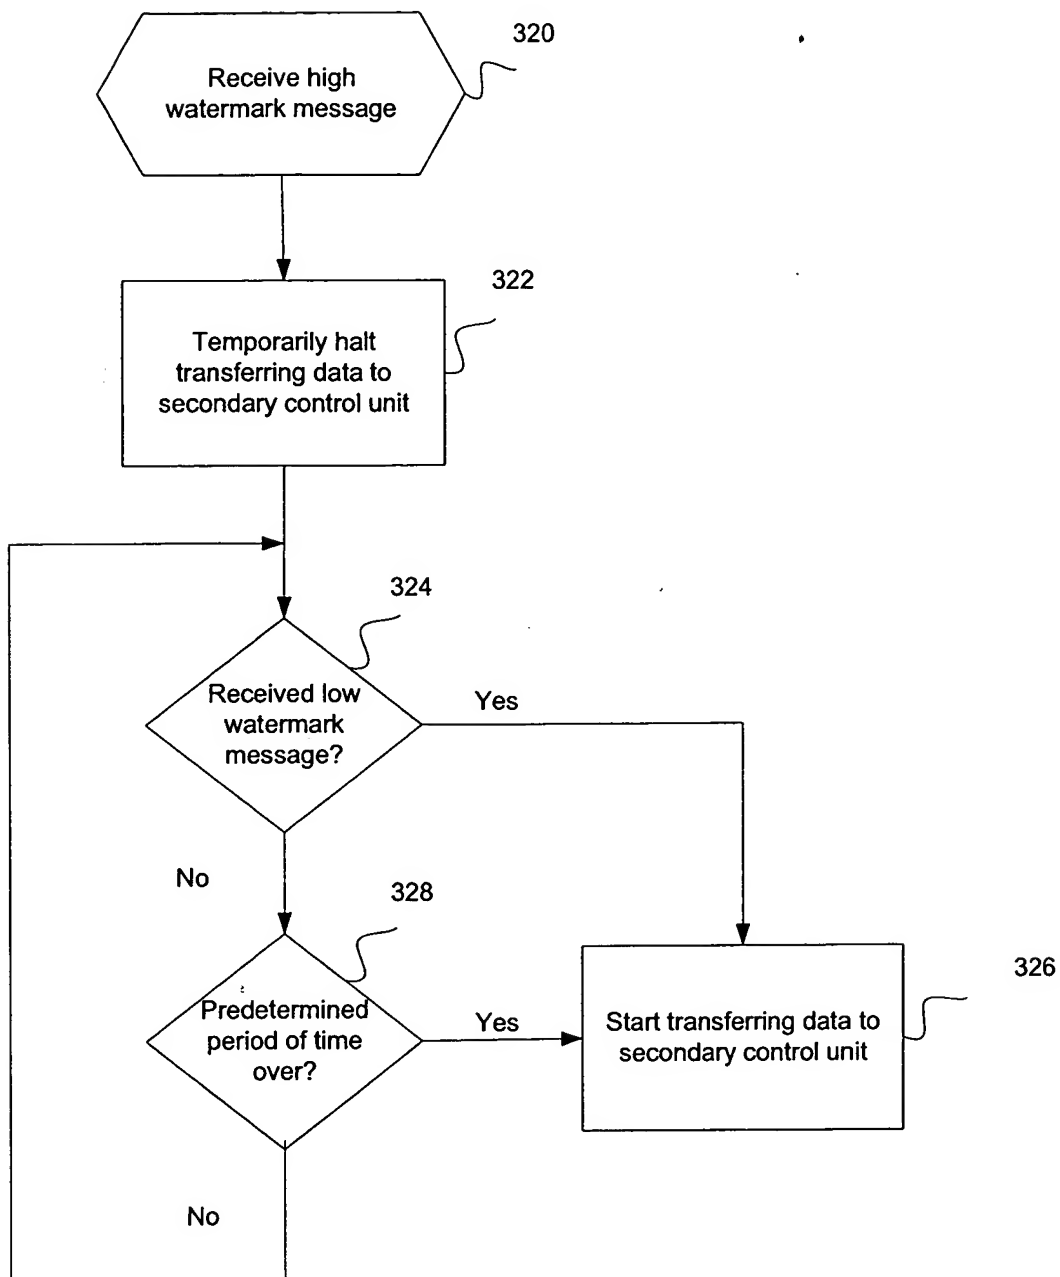 320
Receive high
watermark message
322
Temporarily halt
transferring data to
secondary control unit
324
Received low
watermark
message?
Yes
No
328
Predetermined
period of time
over?
Yes
326
Start transferring data to
secondary control unit
No